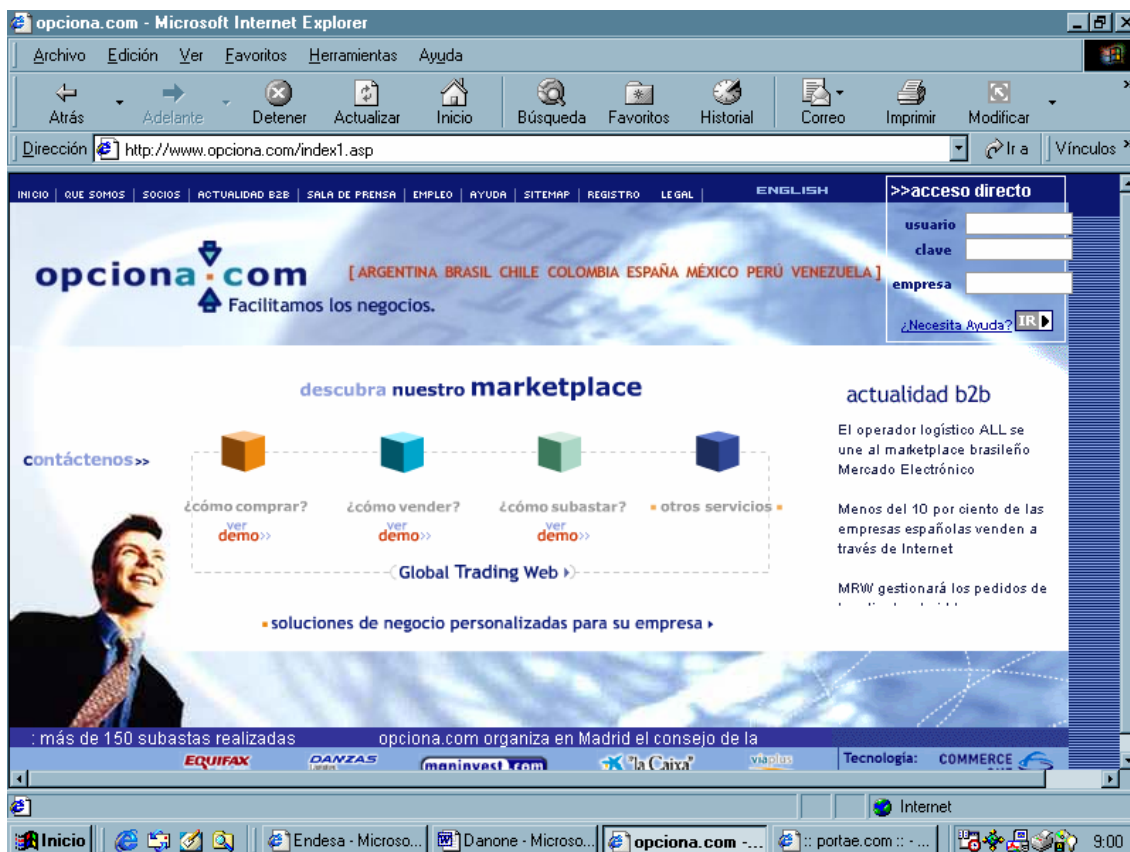 opciona.com - Microsoft Internet Explorer
Archivo Edición Ver Favoritos Herramientas Ayuda
Atrás Adelante Detener Actualizar Inicio Búsqueda Favoritos Historial Correo Imprimir Modificar
Dirección http://www.opciona.com/index1.asp Ir a Vínculos
INICIO | QUE SOMOS | SOCIOS | ACTUALIDAD B2B | SALA DE PRENSA | EMPLEO | AYUDA | SITEMAP | REGISTRO LEGAL | ENGLISH
>>acceso directo
usuario
clave
empresa
¿Necesita Ayuda? IR
opciona.com
Facilitamos los negocios.
[ ARGENTINA BRASIL CHILE COLOMBIA ESPAÑA MÉXICO PERÚ VENEZUELA ]
descubra nuestro marketplace
contáctenos>>
¿cómo comprar? ¿cómo vender? ¿cómo subastar? otros servicios
ver ver ver
demo>> demo>> demo>>
Global Trading Web
soluciones de negocio personalizadas para su empresa
actualidad b2b
El operador logístico ALL se
une al marketplace brasileño
Mercado Electrónico
Menos del 10 por ciento de las
empresas españolas venden a
través de Internet
MRW gestionará los pedidos de
: más de 150 subastas realizadas opciona.com organiza en Madrid el consejo de la
EQUIFAX DANZAS maninvest.com "la Caixa" viaplus Tecnología: COMMERCE
Internet
Inicio Endesa - Microso... Danone - Microso... opciona.com -... :: portae.com :: - ... 9:00